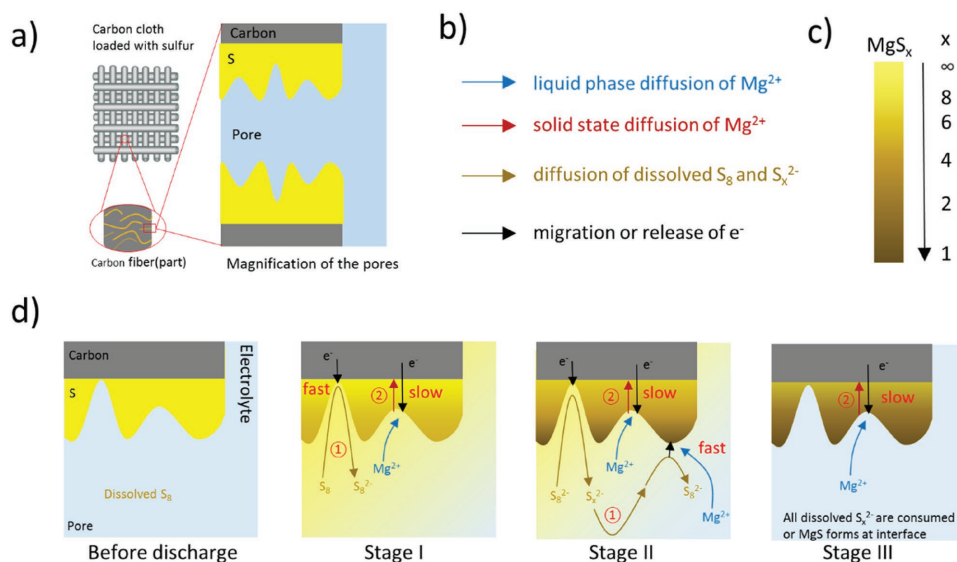 a)
Carbon cloth
loaded with sulfur
Carbon
S
Pore
Carbon fiber(part)
Magnification of the pores
b)
liquid phase diffusion of Mg²⁺
solid state diffusion of Mg²⁺
diffusion of dissolved S₈ and Sₓ²⁻
migration or release of e⁻
c)
MgSₓ
x
∞
8
6
4
2
1
d)
Carbon
S
Electrolyte
Dissolved S₈
Pore
Before discharge
e⁻
e⁻
fast
②
slow
①
Mg²⁺
S₈
S₈²⁻
Stage I
e⁻
e⁻
②
slow
fast
Mg²⁺
S₈²⁻
Sₓ²⁻
S₈²⁻
①
Mg²⁺
Stage II
e⁻
②
slow
Mg²⁺
All dissolved Sₓ²⁻ are consumed
or MgS forms at interface
Stage III